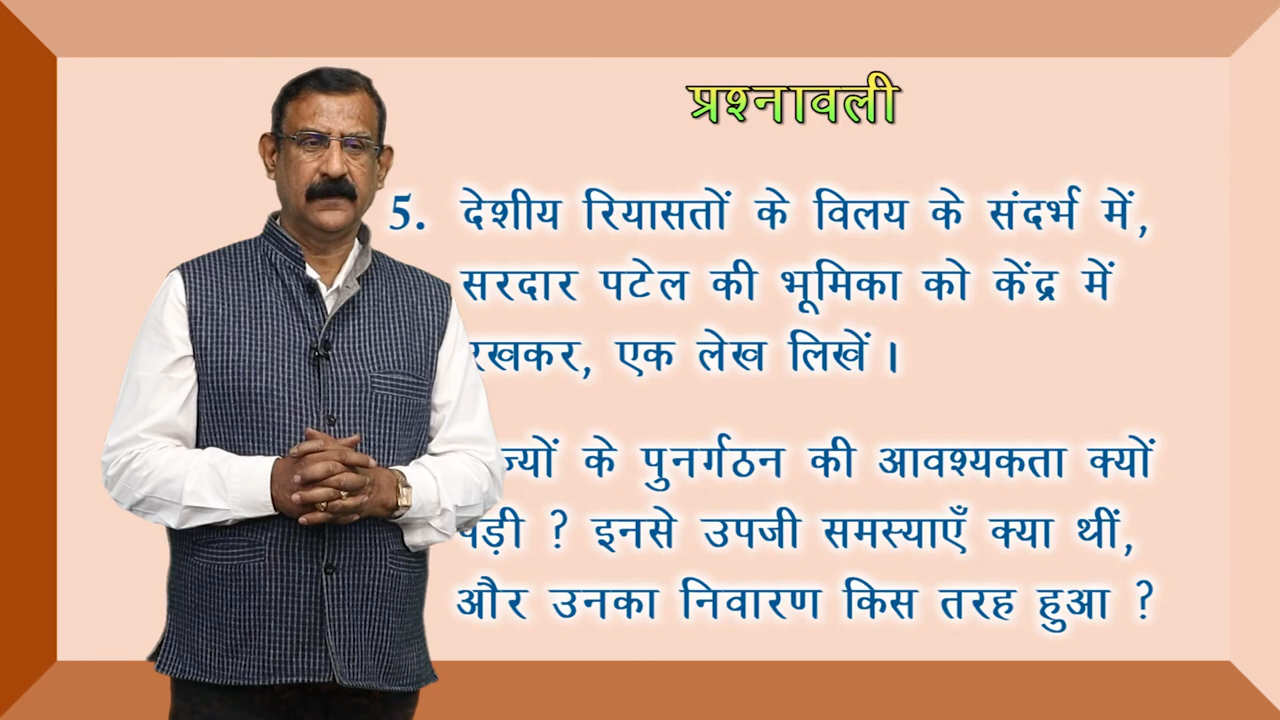 प्रश्नावली
5. देशीय रियासतों के विलय के संदर्भ में,
सरदार पटेल की भूमिका को केंद्र में
रखकर, एक लेख लिखें।
के पुनर्गठन की आवश्यकता क्यों
पड़ी ? इनसे उपजी समस्याएँ क्या थीं,
और उनका निवारण किस तरह हुआ ?